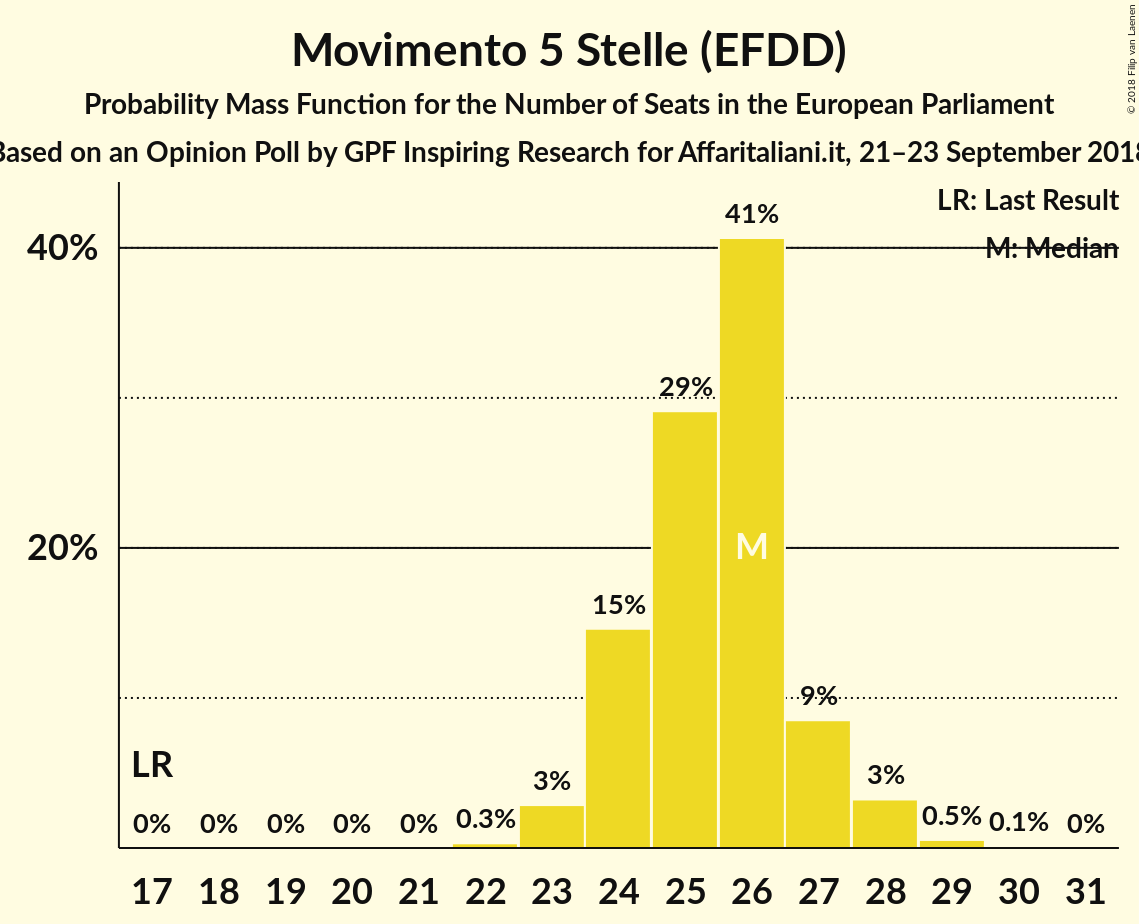 Movimento 5 Stelle (EFDD)
Probability Mass Function for the Number of Seats in the European Parliament
Based on an Opinion Poll by GPF Inspiring Research for Affaritaliani.it, 21–23 September 2018
© 2018 Filip van Laenen
LR: Last Result
M: Median
40%
20%
41%
29%
15%
9%
3%
3%
0.3%
0.5%
0.1%
0%
0%
0%
0%
0%
0%
LR
M
17 18 19 20 21 22 23 24 25 26 27 28 29 30 31